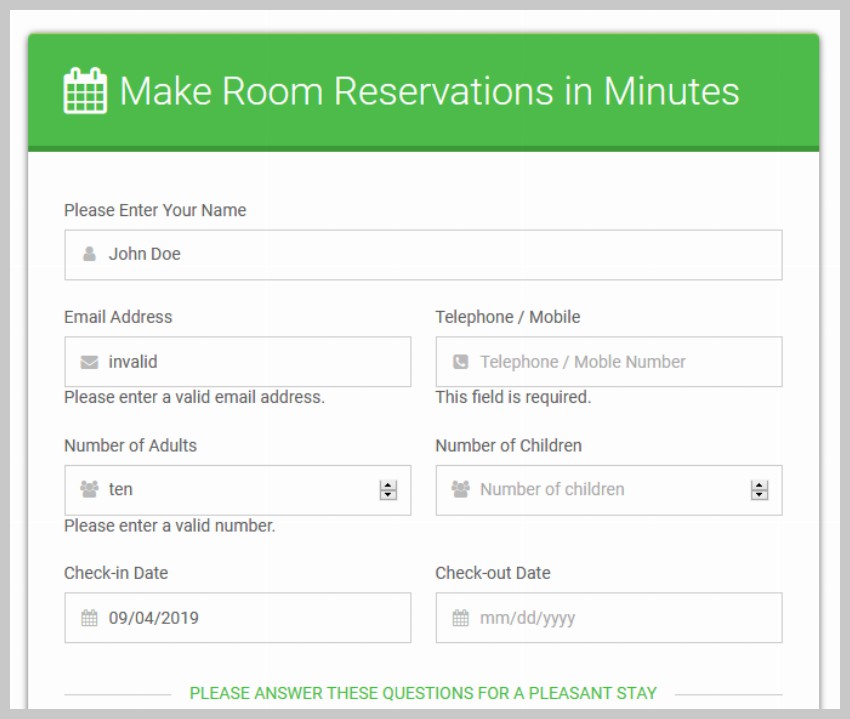 Make Room Reservations in Minutes
Please Enter Your Name
John Doe
Email Address
Telephone / Mobile
invalid
Telephone / Moble Number
Please enter a valid email address.
This field is required.
Number of Adults
Number of Children
ten
Number of children
Please enter a valid number.
Check-in Date
Check-out Date
09/04/2019
mm/dd/yyyy
PLEASE ANSWER THESE QUESTIONS FOR A PLEASANT STAY